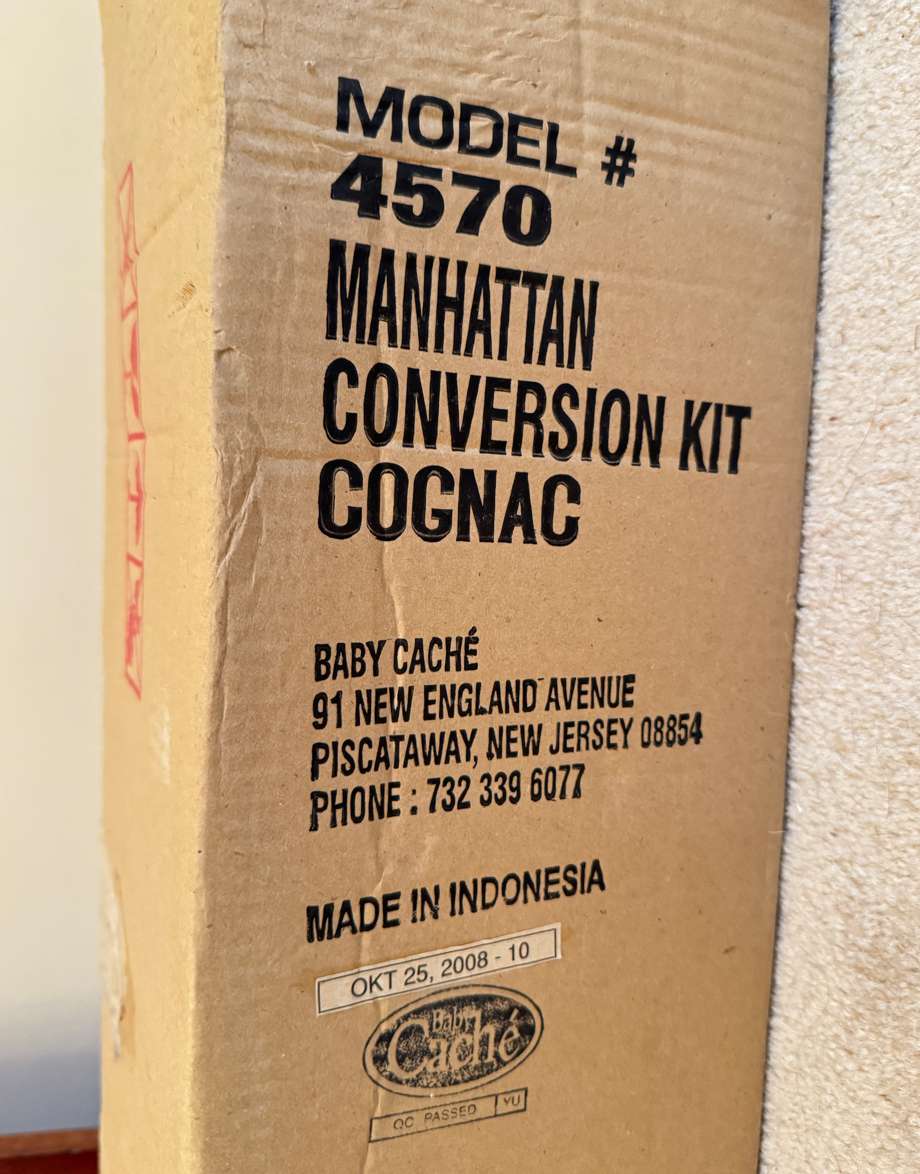 MODEL #
4570
MANHATTAN
CONVERSION KIT
COGNAC
BABY CACHÉ
91 NEW ENGLAND AVENUE
PISCATAWAY, NEW JERSEY 08854
PHONE : 732 339 6077
MADE IN INDONESIA
OKT 25, 2008 - 10
Baby
Caché
QC PASSED YU